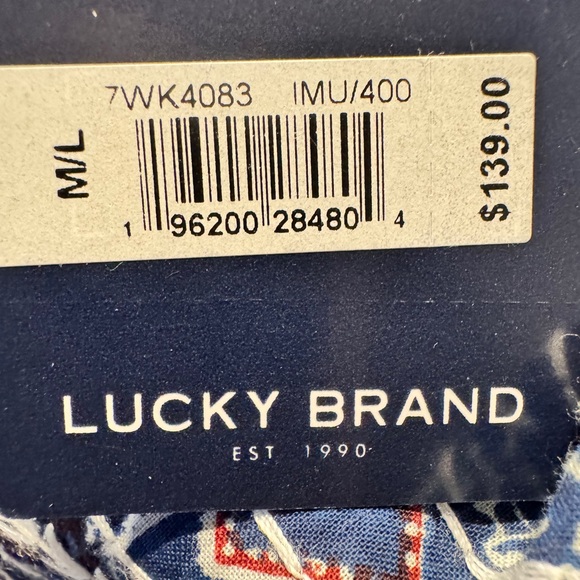 7WK4083 IMU/400
M/L
$139.00
1 96200 28480 4
LUCKY BRAND
EST 1990